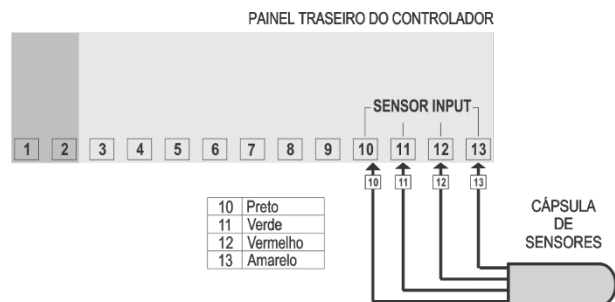 PAINEL TRASEIRO DO CONTROLADOR
SENSOR INPUT
1 2 3 4 5 6 7 8 9 10 11 12 13
10 11 12 13
10 Preto
11 Verde
12 Vermelho
13 Amarelo
CÁPSULA
DE
SENSORES